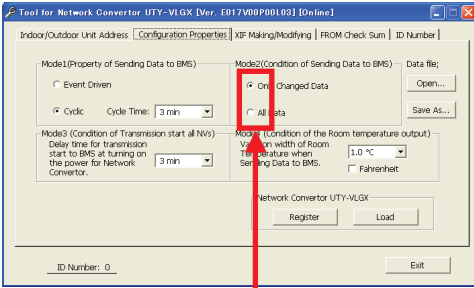 Tool for Network Convertor UTY-VLGX [Ver. E017V00P00L03] [Online]
Indoor/Outdoor Unit Address Configuration Properties XIF Making/Modifying FROM Check Sum ID Number
Mode1(Property of Sending Data to BMS) Mode2(Condition of Sending Data to BMS) Data file;
Event Driven Only Changed Data Open...
Cyclic Cycle Time: 3 min All Data Save As...
Mode3 (Condition of Transmission start all NVs) (Condition of the Room temperature output)
Delay time for transmission
start to BMS at turning on
the power for Network
Convertor.
3 min
width of Room
Temperature when
Sending Data to BMS.
1.0 °C
Fahrenheit
Network Convertor UTY-VLGX
Register Load
ID Number: 0 Exit